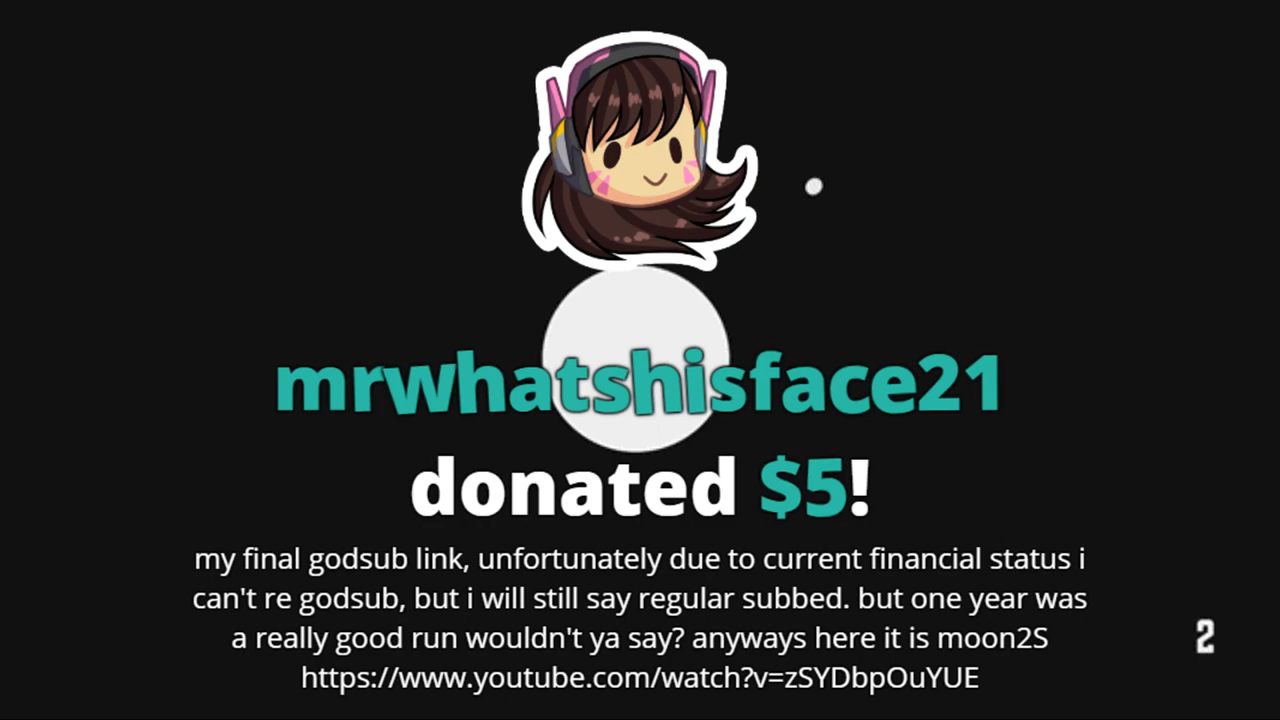 mrwhatshisface21
donated $5!
my final godsub link, unfortunately due to current financial status i
can't re godsub, but i will still say regular subbed. but one year was
a really good run wouldn't ya say? anyways here it is moon2S
https://www.youtube.com/watch?v=zSYDbpOuYUE
2